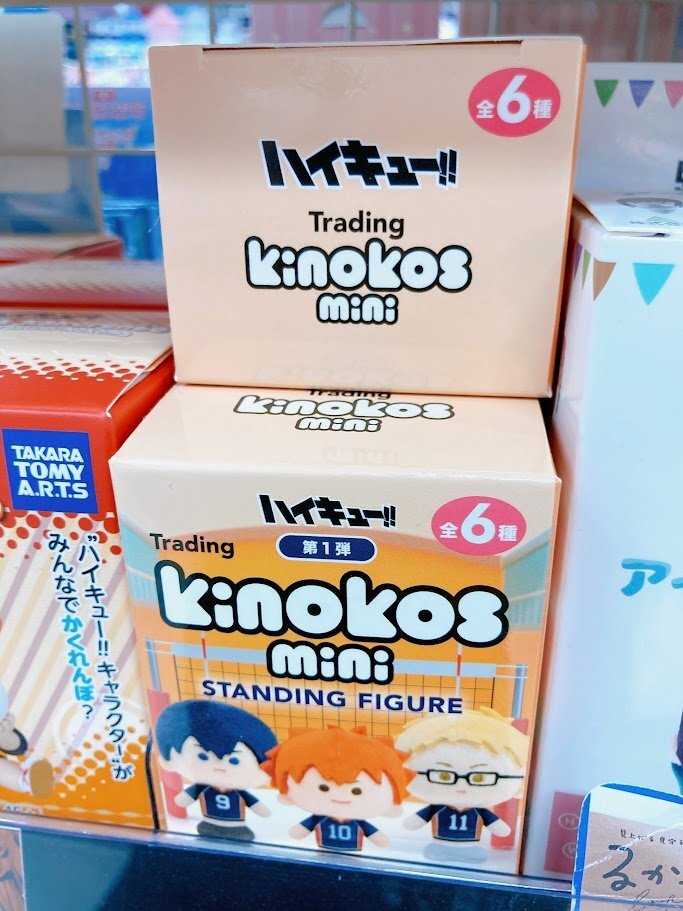 全6種
ハイキュー!!
Trading
kinokos
mini
Trading
kinokos
mini
ハイキュー!!
全6種
Trading
第1弾
kinokos
mini
STANDING FIGURE
9
10
11
TAKARA
TOMY
A.R.T.S
"ハイキュー!!キャラクター"が
みんなでかくれんぼ?